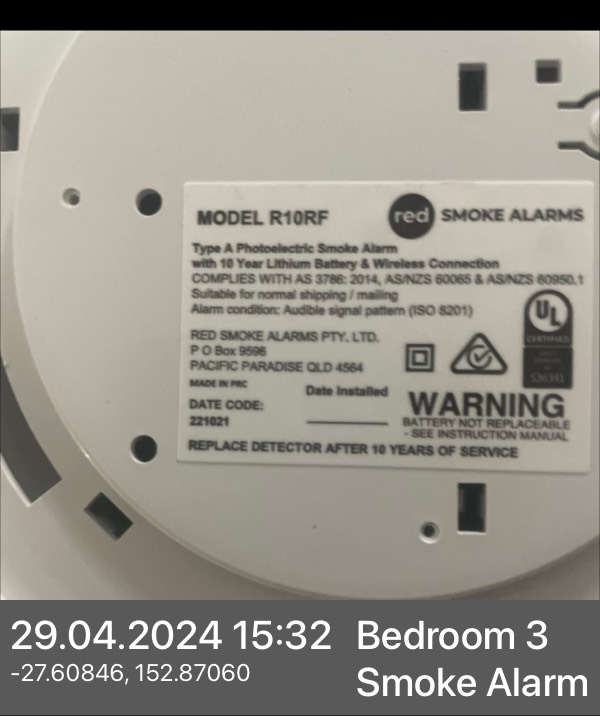 MODEL R10RF
red SMOKE ALARMS
Type A Photoelectric Smoke Alarm
with 10 Year Lithium Battery & Wireless Connection
COMPLIES WITH AS 3786: 2014, AS/NZS 60065 & AS/NZS 60950.1
Suitable for normal shipping / mailing
Alarm condition: Audible signal pattern (ISO 8201)
RED SMOKE ALARMS PTY. LTD.
P O Box 9596
PACIFIC PARADISE QLD 4564
MADE IN PRC
DATE CODE:
221021
Date Installed
UL
CERTIFIED
S36341
WARNING
BATTERY NOT REPLACEABLE
- SEE INSTRUCTION MANUAL
REPLACE DETECTOR AFTER 10 YEARS OF SERVICE
29.04.2024 15:32
-27.60846, 152.87060
Bedroom 3
Smoke Alarm